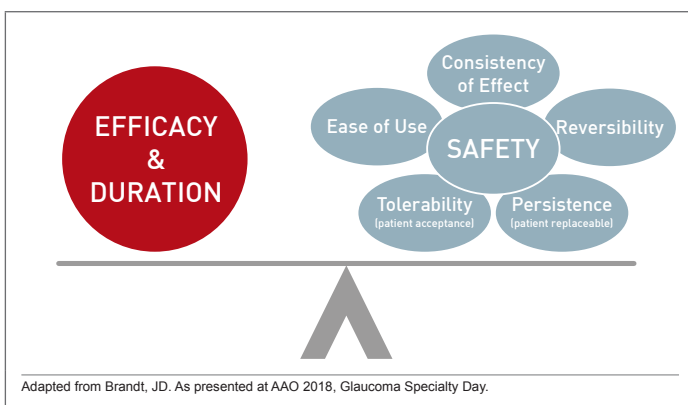 EFFICACY
&
DURATION
Consistency
of Effect
Ease of Use
SAFETY
Reversibility
Tolerability
(patient acceptance)
Persistence
(patient replaceable)
Adapted from Brandt, JD. As presented at AAO 2018, Glaucoma Specialty Day.